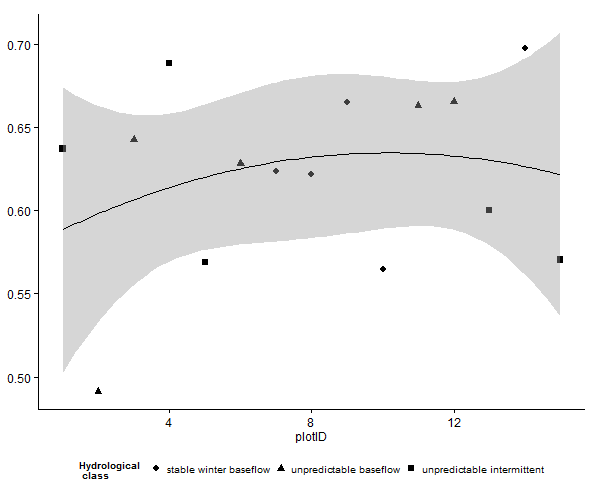 0.70
0.65
0.60
0.55
0.50
4 8 12
plotID
Hydrological
class
stable winter baseflow unpredictable baseflow unpredictable intermittent